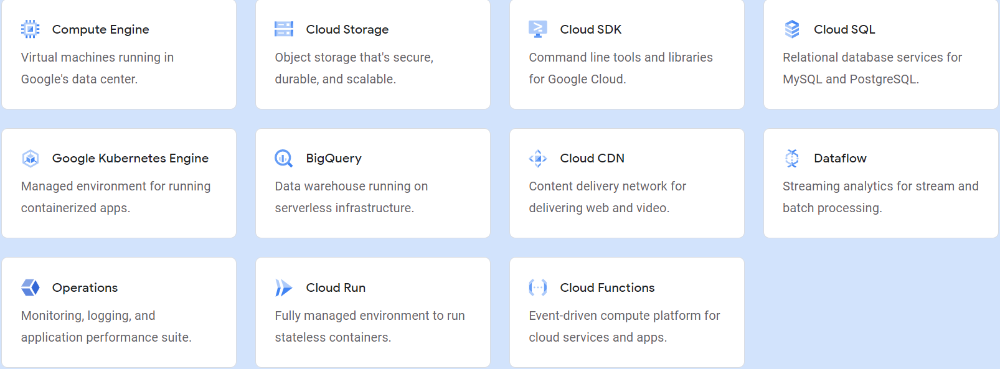 Compute Engine
Virtual machines running in
Google's data center.
Cloud Storage
Object storage that's secure,
durable, and scalable.
Cloud SDK
Command line tools and libraries
for Google Cloud.
Cloud SQL
Relational database services for
MySQL and PostgreSQL.
Google Kubernetes Engine
Managed environment for running
containerized apps.
BigQuery
Data warehouse running on
serverless infrastructure.
Cloud CDN
Content delivery network for
delivering web and video.
Dataflow
Streaming analytics for stream and
batch processing.
Operations
Monitoring, logging, and
application performance suite.
Cloud Run
Fully managed environment to run
stateless containers.
Cloud Functions
Event-driven compute platform for
cloud services and apps.